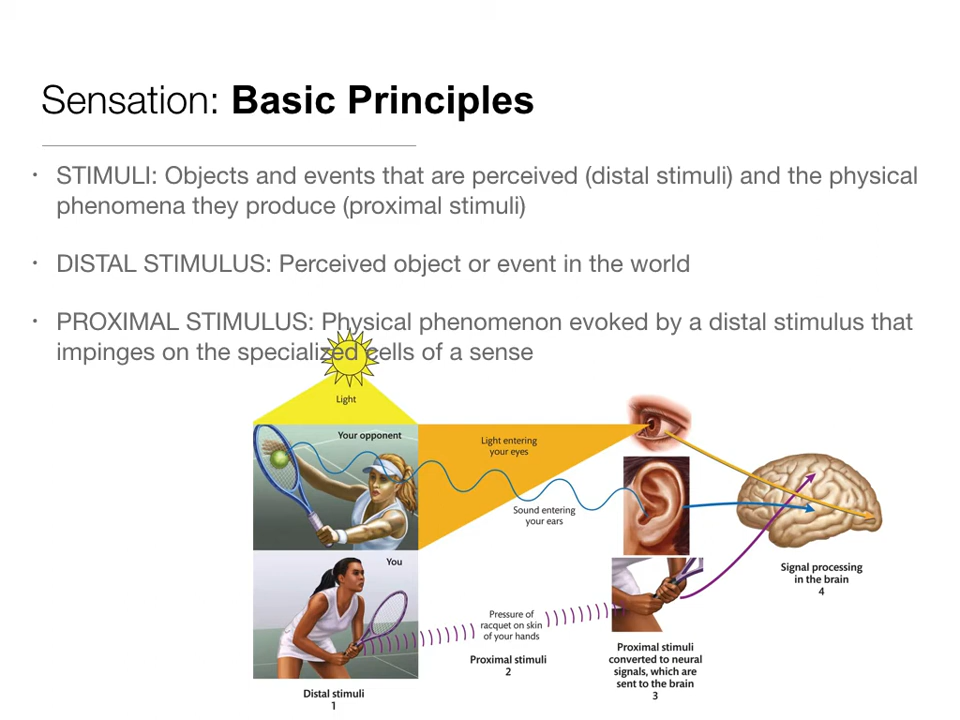 Sensation: Basic Principles
• STIMULI: Objects and events that are perceived (distal stimuli) and the physical
phenomena they produce (proximal stimuli)
• DISTAL STIMULUS: Perceived object or event in the world
• PROXIMAL STIMULUS: Physical phenomenon evoked by a distal stimulus that
impinges on the specialized cells of a sense
Light
Your opponent
Light entering
your eyes
Sound entering
your ears
You
Pressure of
racquet on skin
of your hands
Signal processing
in the brain
4
Proximal stimuli
2
Proximal stimuli
converted to neural
signals, which are
sent to the brain
3
Distal stimuli
1